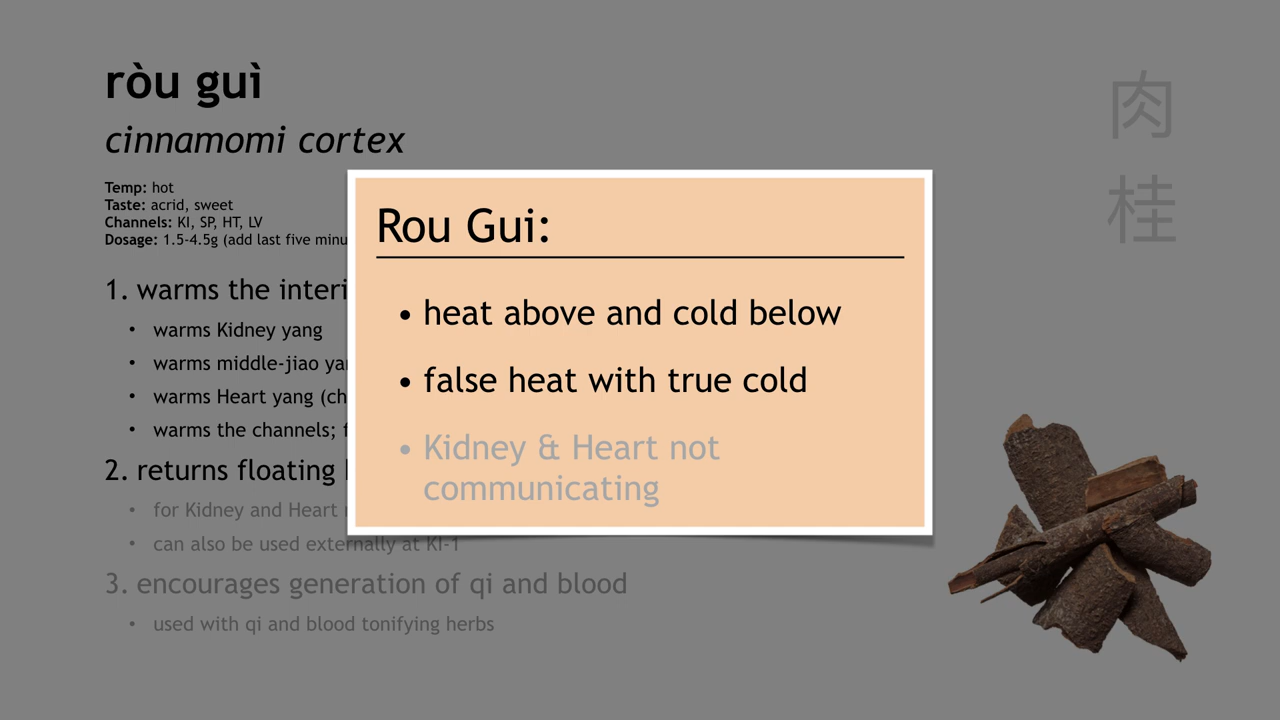 ròu guì
cinnamomi cortex
肉
桂
Temp: hot
Taste: acrid, sweet
Channels: KI, SP, HT, LV
Dosage: 1.5-4.5g (add last five
1. warms the
• warms Kidney yang
• warms middle-jiao
• warms Heart yang
• warms the channels;
2. returns floating
• for Kidney and Heart
• can also be used externally at KI-1
3. encourages generation of qi and blood
• used with qi and blood tonifying herbs
Rou Gui:
• heat above and cold below
• false heat with true cold
• Kidney & Heart not
communicating